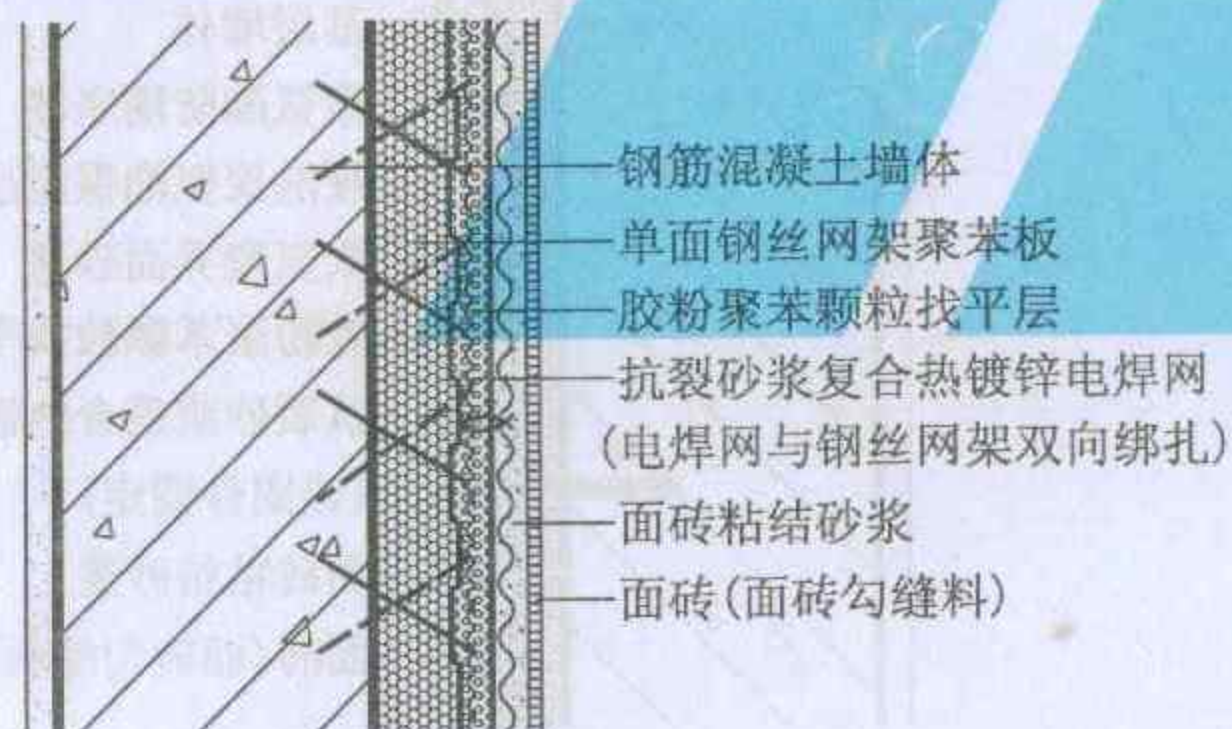 钢筋混凝土墙体
单面钢丝网架聚苯板
胶粉聚苯颗粒找平层
抗裂砂浆复合热镀锌电焊网
(电焊网与钢丝网架双向绑扎)
面砖粘结砂浆
面砖(面砖勾缝料)